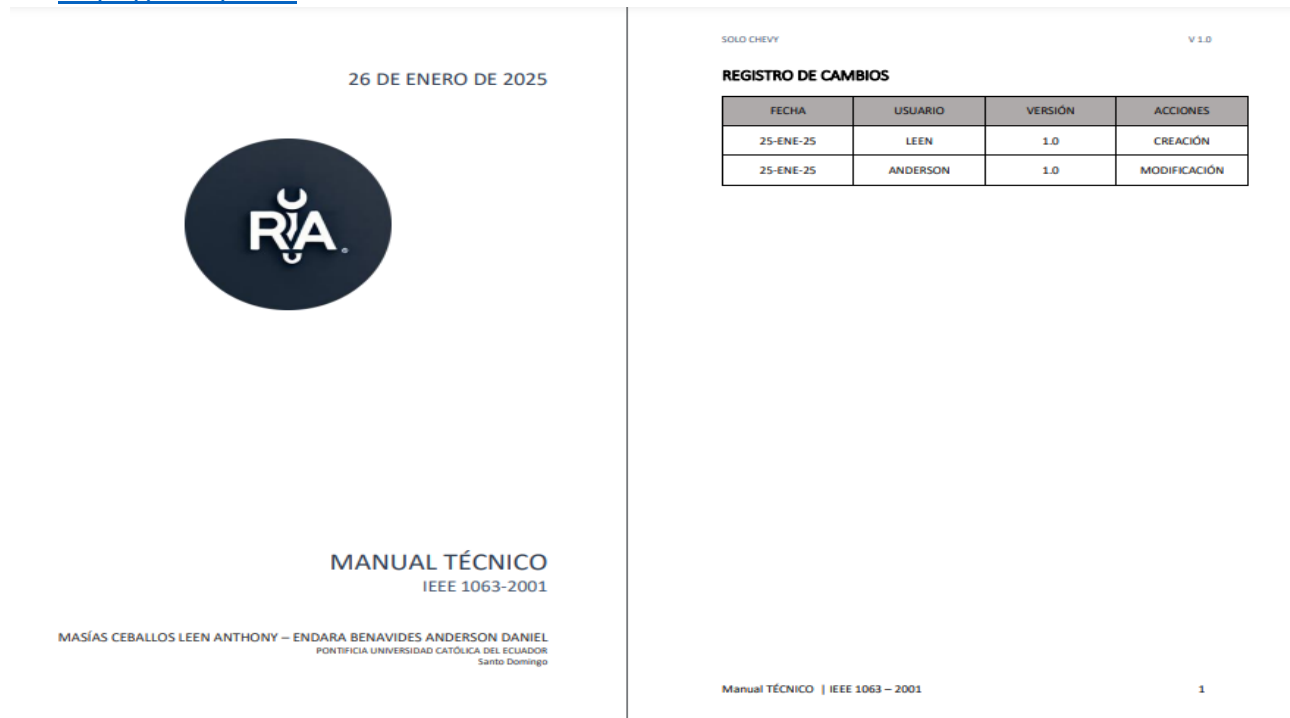 26 DE ENERO DE 2025
RA
MANUAL TÉCNICO
IEEE 1063-2001
MASÍAS CEBALLOS LEEN ANTHONY – ENDARA BENAVIDES ANDERSON DANIEL
PONTIFICIA UNIVERSIDAD CATÓLICA DEL ECUADOR
Santo Domingo
SOLO CHEVY V 1.0
REGISTRO DE CAMBIOS
FECHA USUARIO VERSIÓN ACCIONES
25-ENE-25 LEEN 1.0 CREACIÓN
25-ENE-25 ANDERSON 1.0 MODIFICACIÓN
Manual TÉCNICO | IEEE 1063 – 2001 1